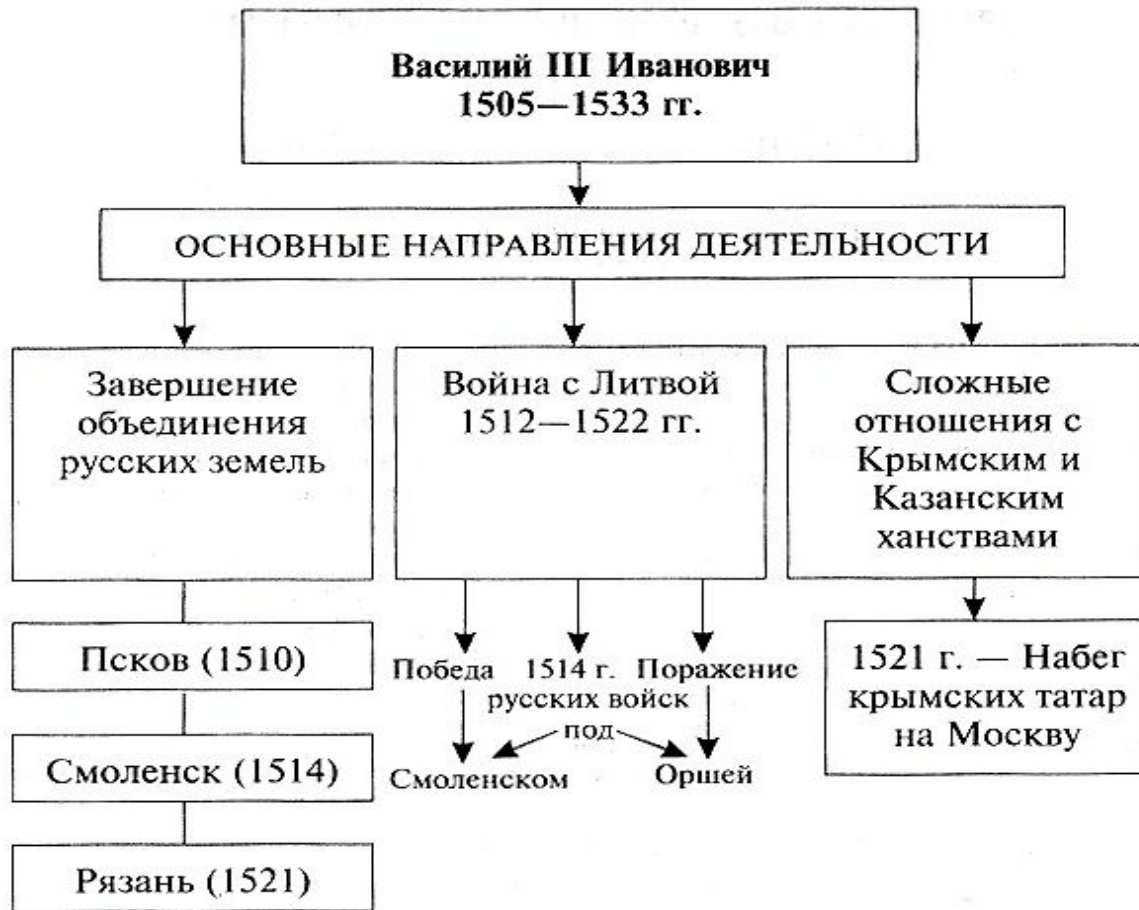 Василий III Иванович
1505—1533 гг.
ОСНОВНЫЕ НАПРАВЛЕНИЯ ДЕЯТЕЛЬНОСТИ
Завершение
объединения
русских земель
Псков (1510)
Смоленск (1514)
Рязань (1521)
Война с Литвой
1512—1522 гг.
Победа 1514 г. Поражение
русских войск
под
Смоленском Оршей
Сложные
отношения с
Крымским и
Казанским
ханствами
1521 г. — Набег
крымских татар
на Москву